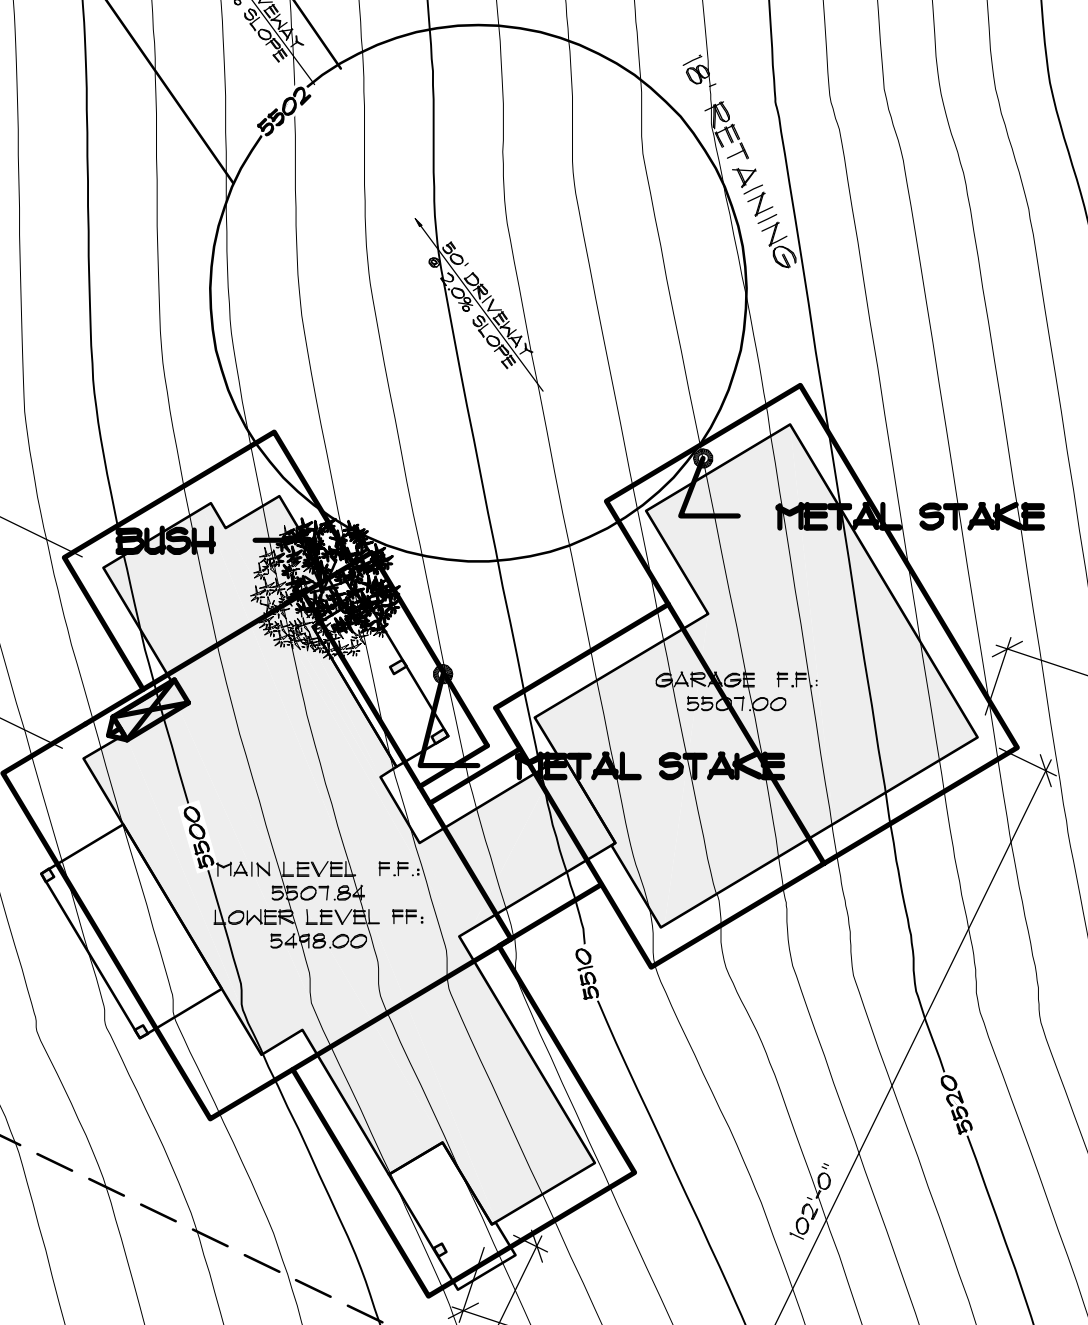 VEWAY
% SLOPE
5502
18' RETAINING
50' DRIVEWAY
@ 2.0% SLOPE
METAL STAKE
BUSH
GARAGE F.F.:
5507.00
METAL STAKE
5500
MAIN LEVEL F.F.:
5507.84
LOWER LEVEL FF:
5498.00
5510
5520
102'-0"